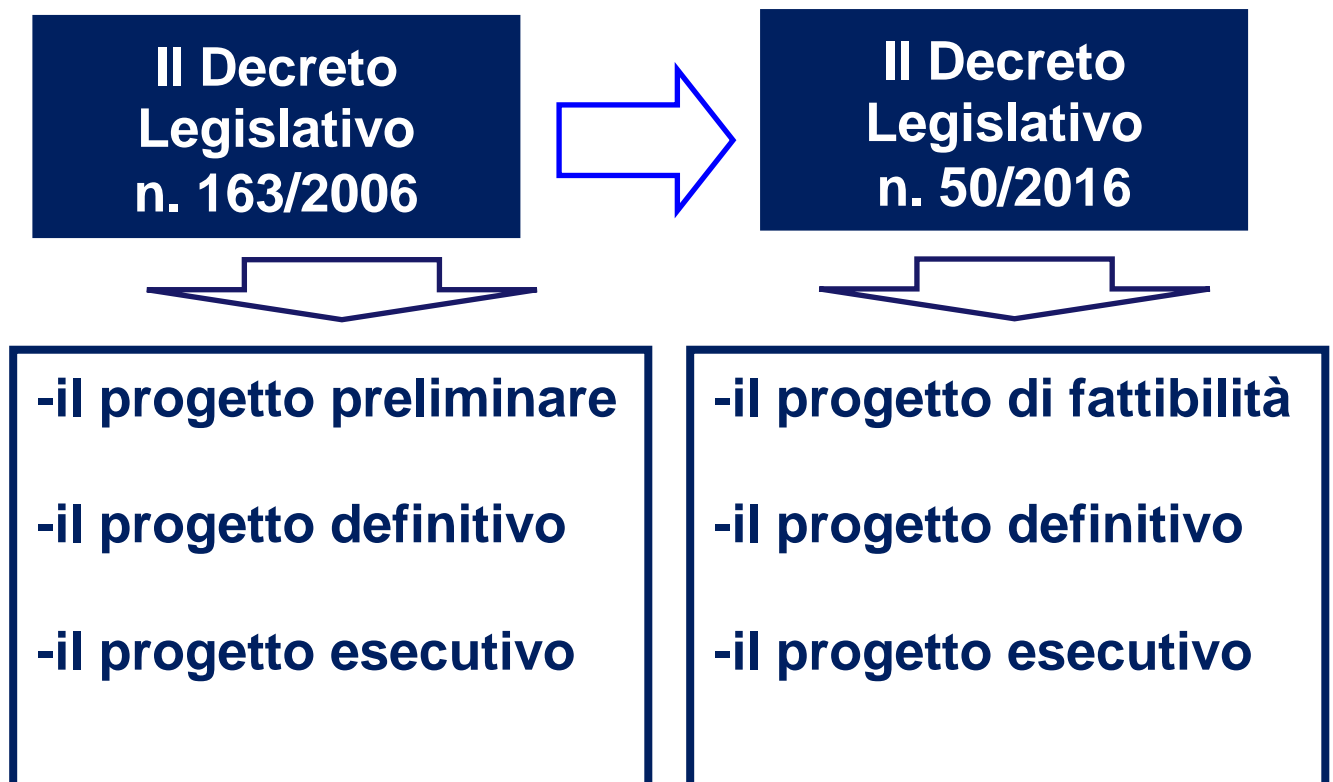 Il Decreto
Legislativo
n. 163/2006
Il Decreto
Legislativo
n. 50/2016
-il progetto preliminare
-il progetto definitivo
-il progetto esecutivo
-il progetto di fattibilità
-il progetto definitivo
-il progetto esecutivo